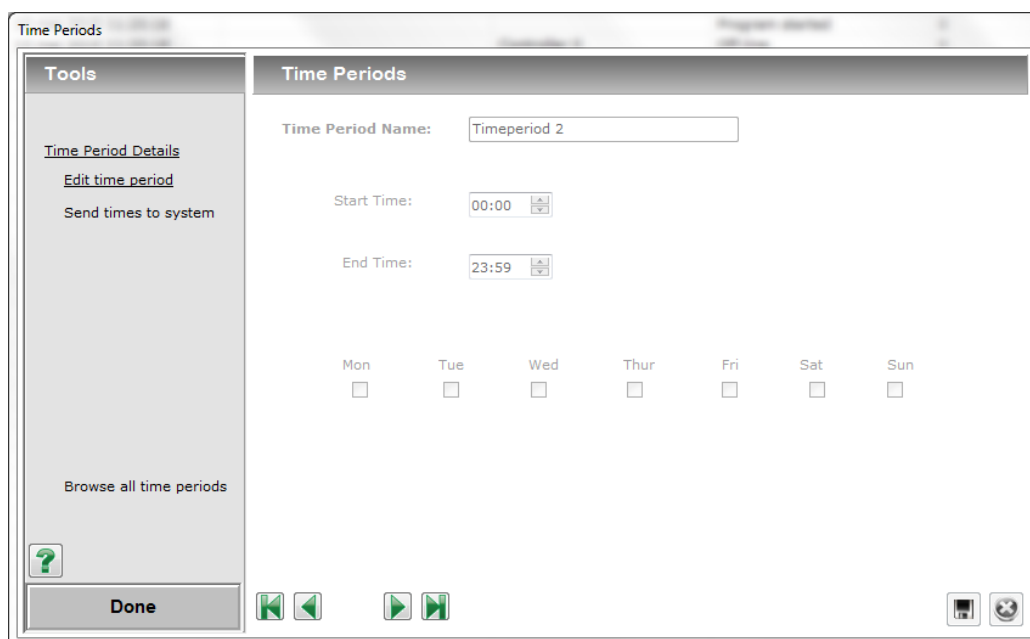 Time Periods
Program started
Tools
Time Periods
Time Period Name:
Timeperiod 2
Time Period Details
Edit time period
Send times to system
Start Time:
00:00
End Time:
23:59
Mon Tue Wed Thur Fri Sat Sun
Browse all time periods
?
Done